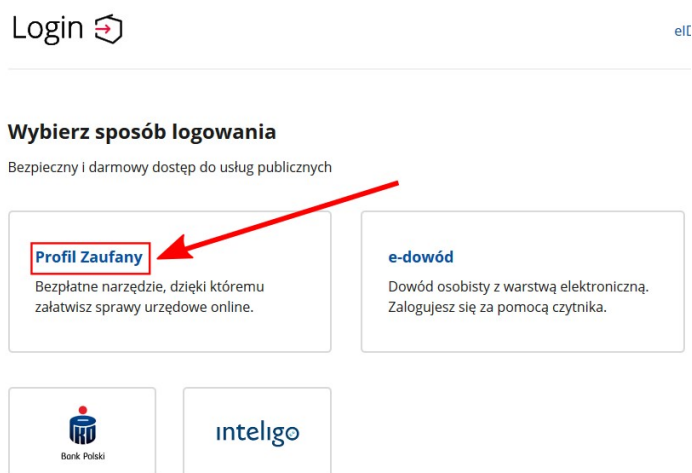 Login
eID
Wybierz sposób logowania
Bezpieczny i darmowy dostęp do usług publicznych
Profil Zaufany
Bezpłatne narzędzie, dzięki któremu
załatwisz sprawy urzędowe online.
e-dowód
Dowód osobisty z warstwą elektroniczną.
Zalogujesz się za pomocą czytnika.
Bank Polski
inteligo